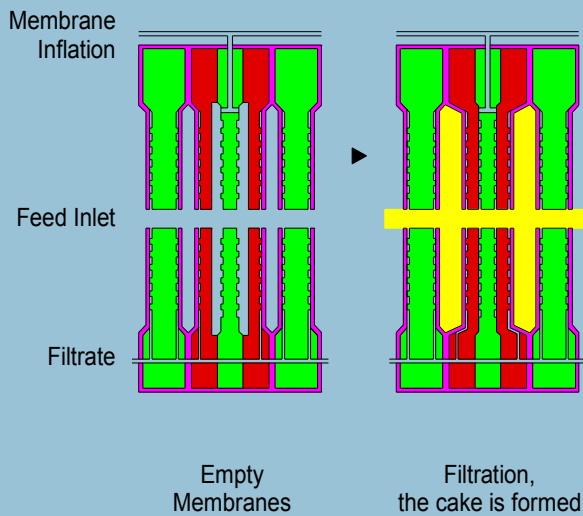 Membrane
Inflation
Feed Inlet
Filtrate
Empty
Membranes
Filtration,
the cake is formed